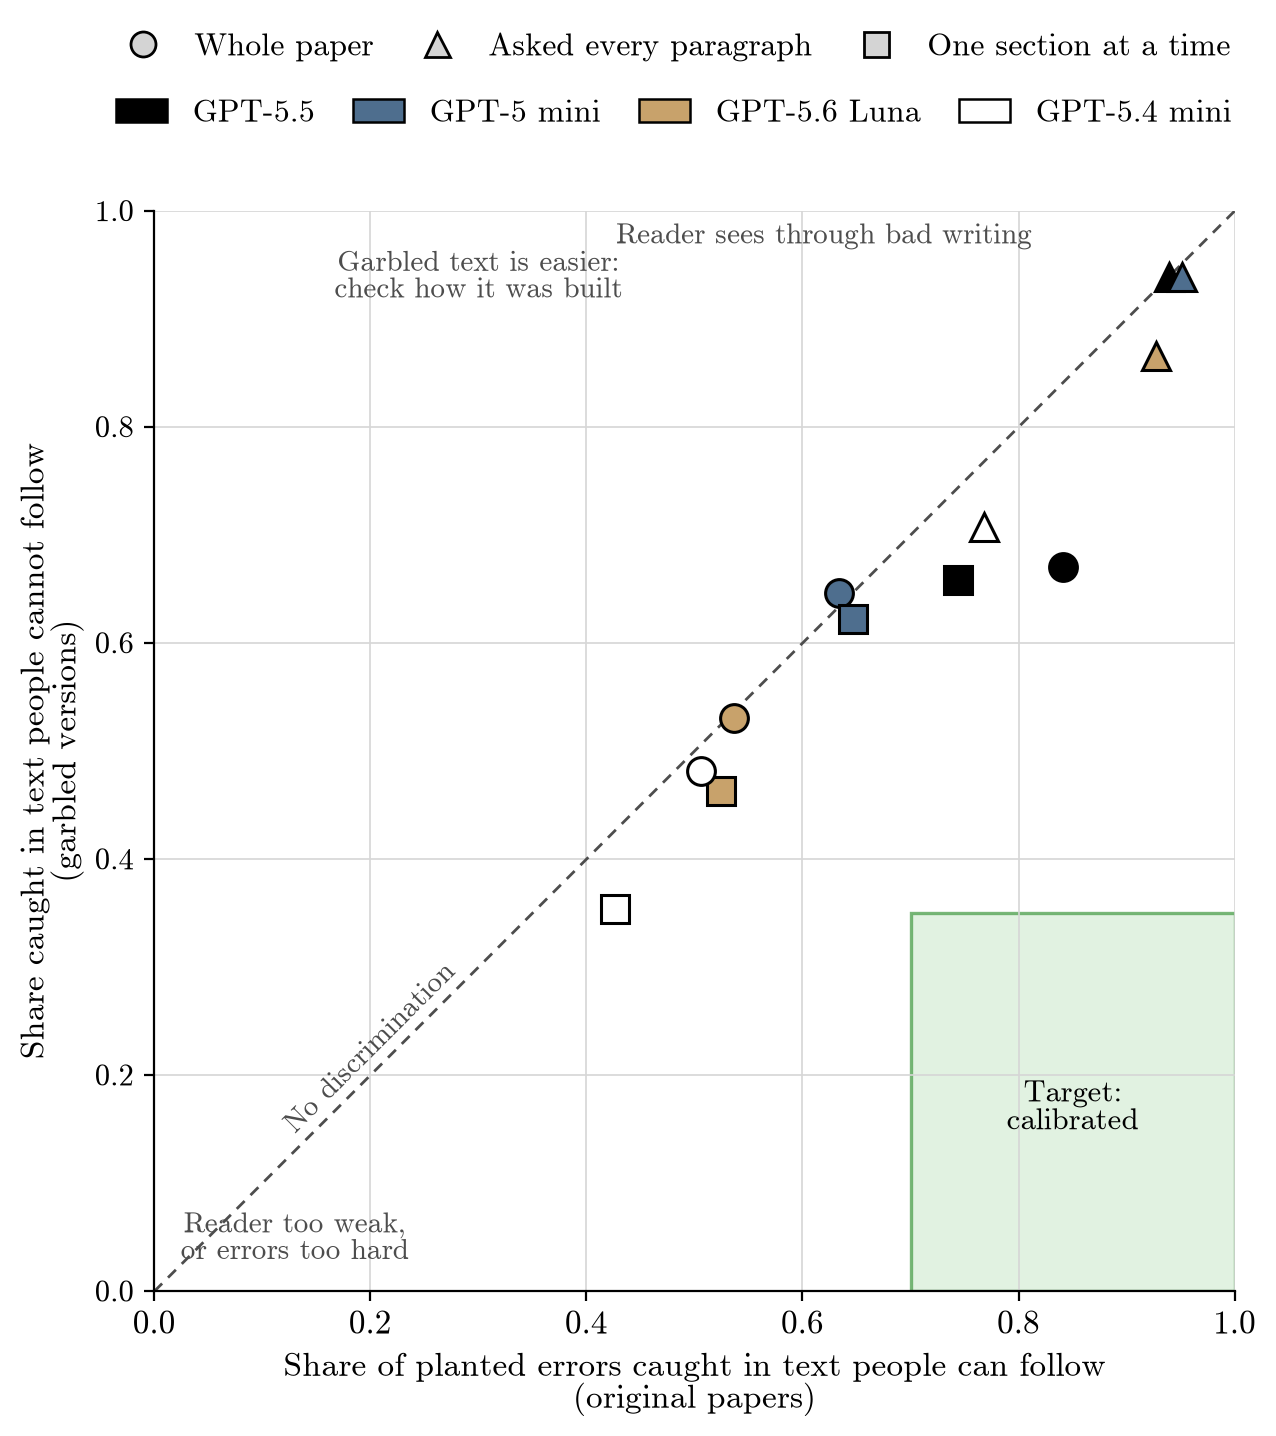 Whole paper
Asked every paragraph
One section at a time
GPT-5.5
GPT-5 mini
GPT-5.6 Luna
GPT-5.4 mini
1.0
0.8
0.6
0.4
0.2
0.0
Share caught in text people cannot follow
(garbled versions)
Reader sees through bad writing
Garbled text is easier:
check how it was built
No discrimination
Target:
calibrated
Reader too weak,
or errors too hard
0.0
0.2
0.4
0.6
0.8
1.0
Share of planted errors caught in text people can follow
(original papers)